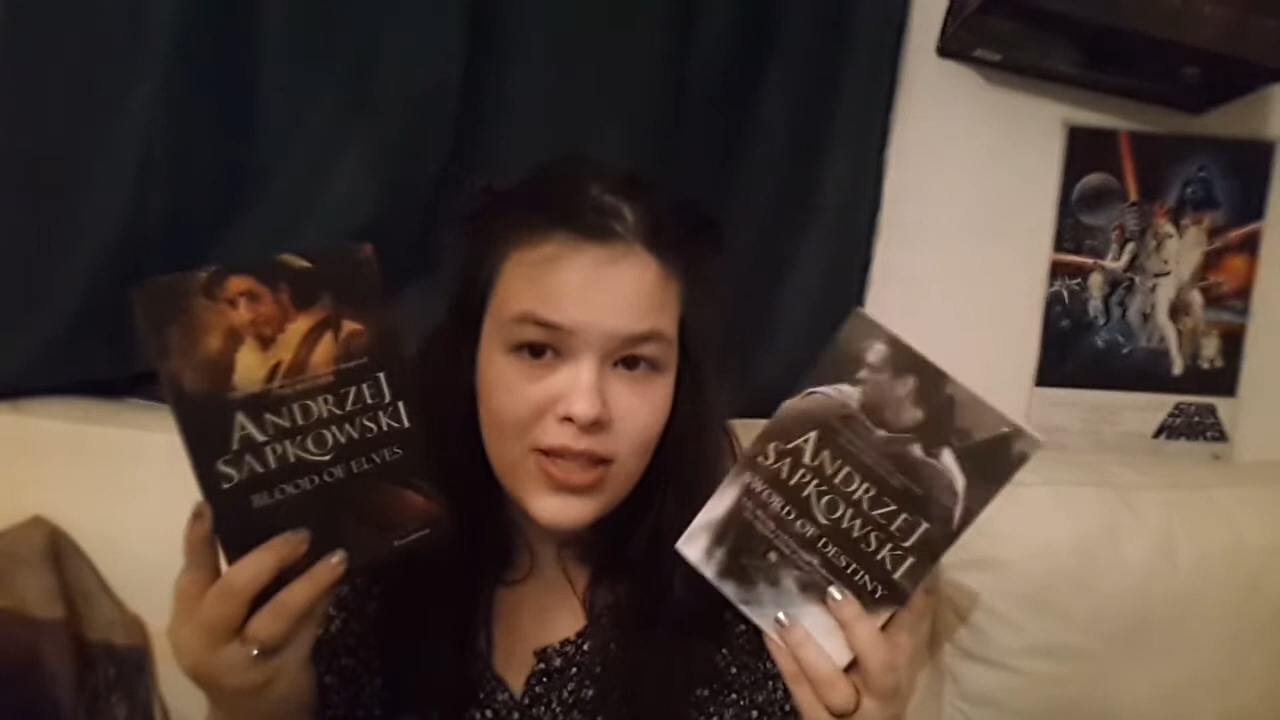 ANDRZEJ
SAPKOWSKI
BLOOD OF ELVES
ANDRZEJ
SAPKOWSKI
SWORD OF DESTINY
STAR
WARS